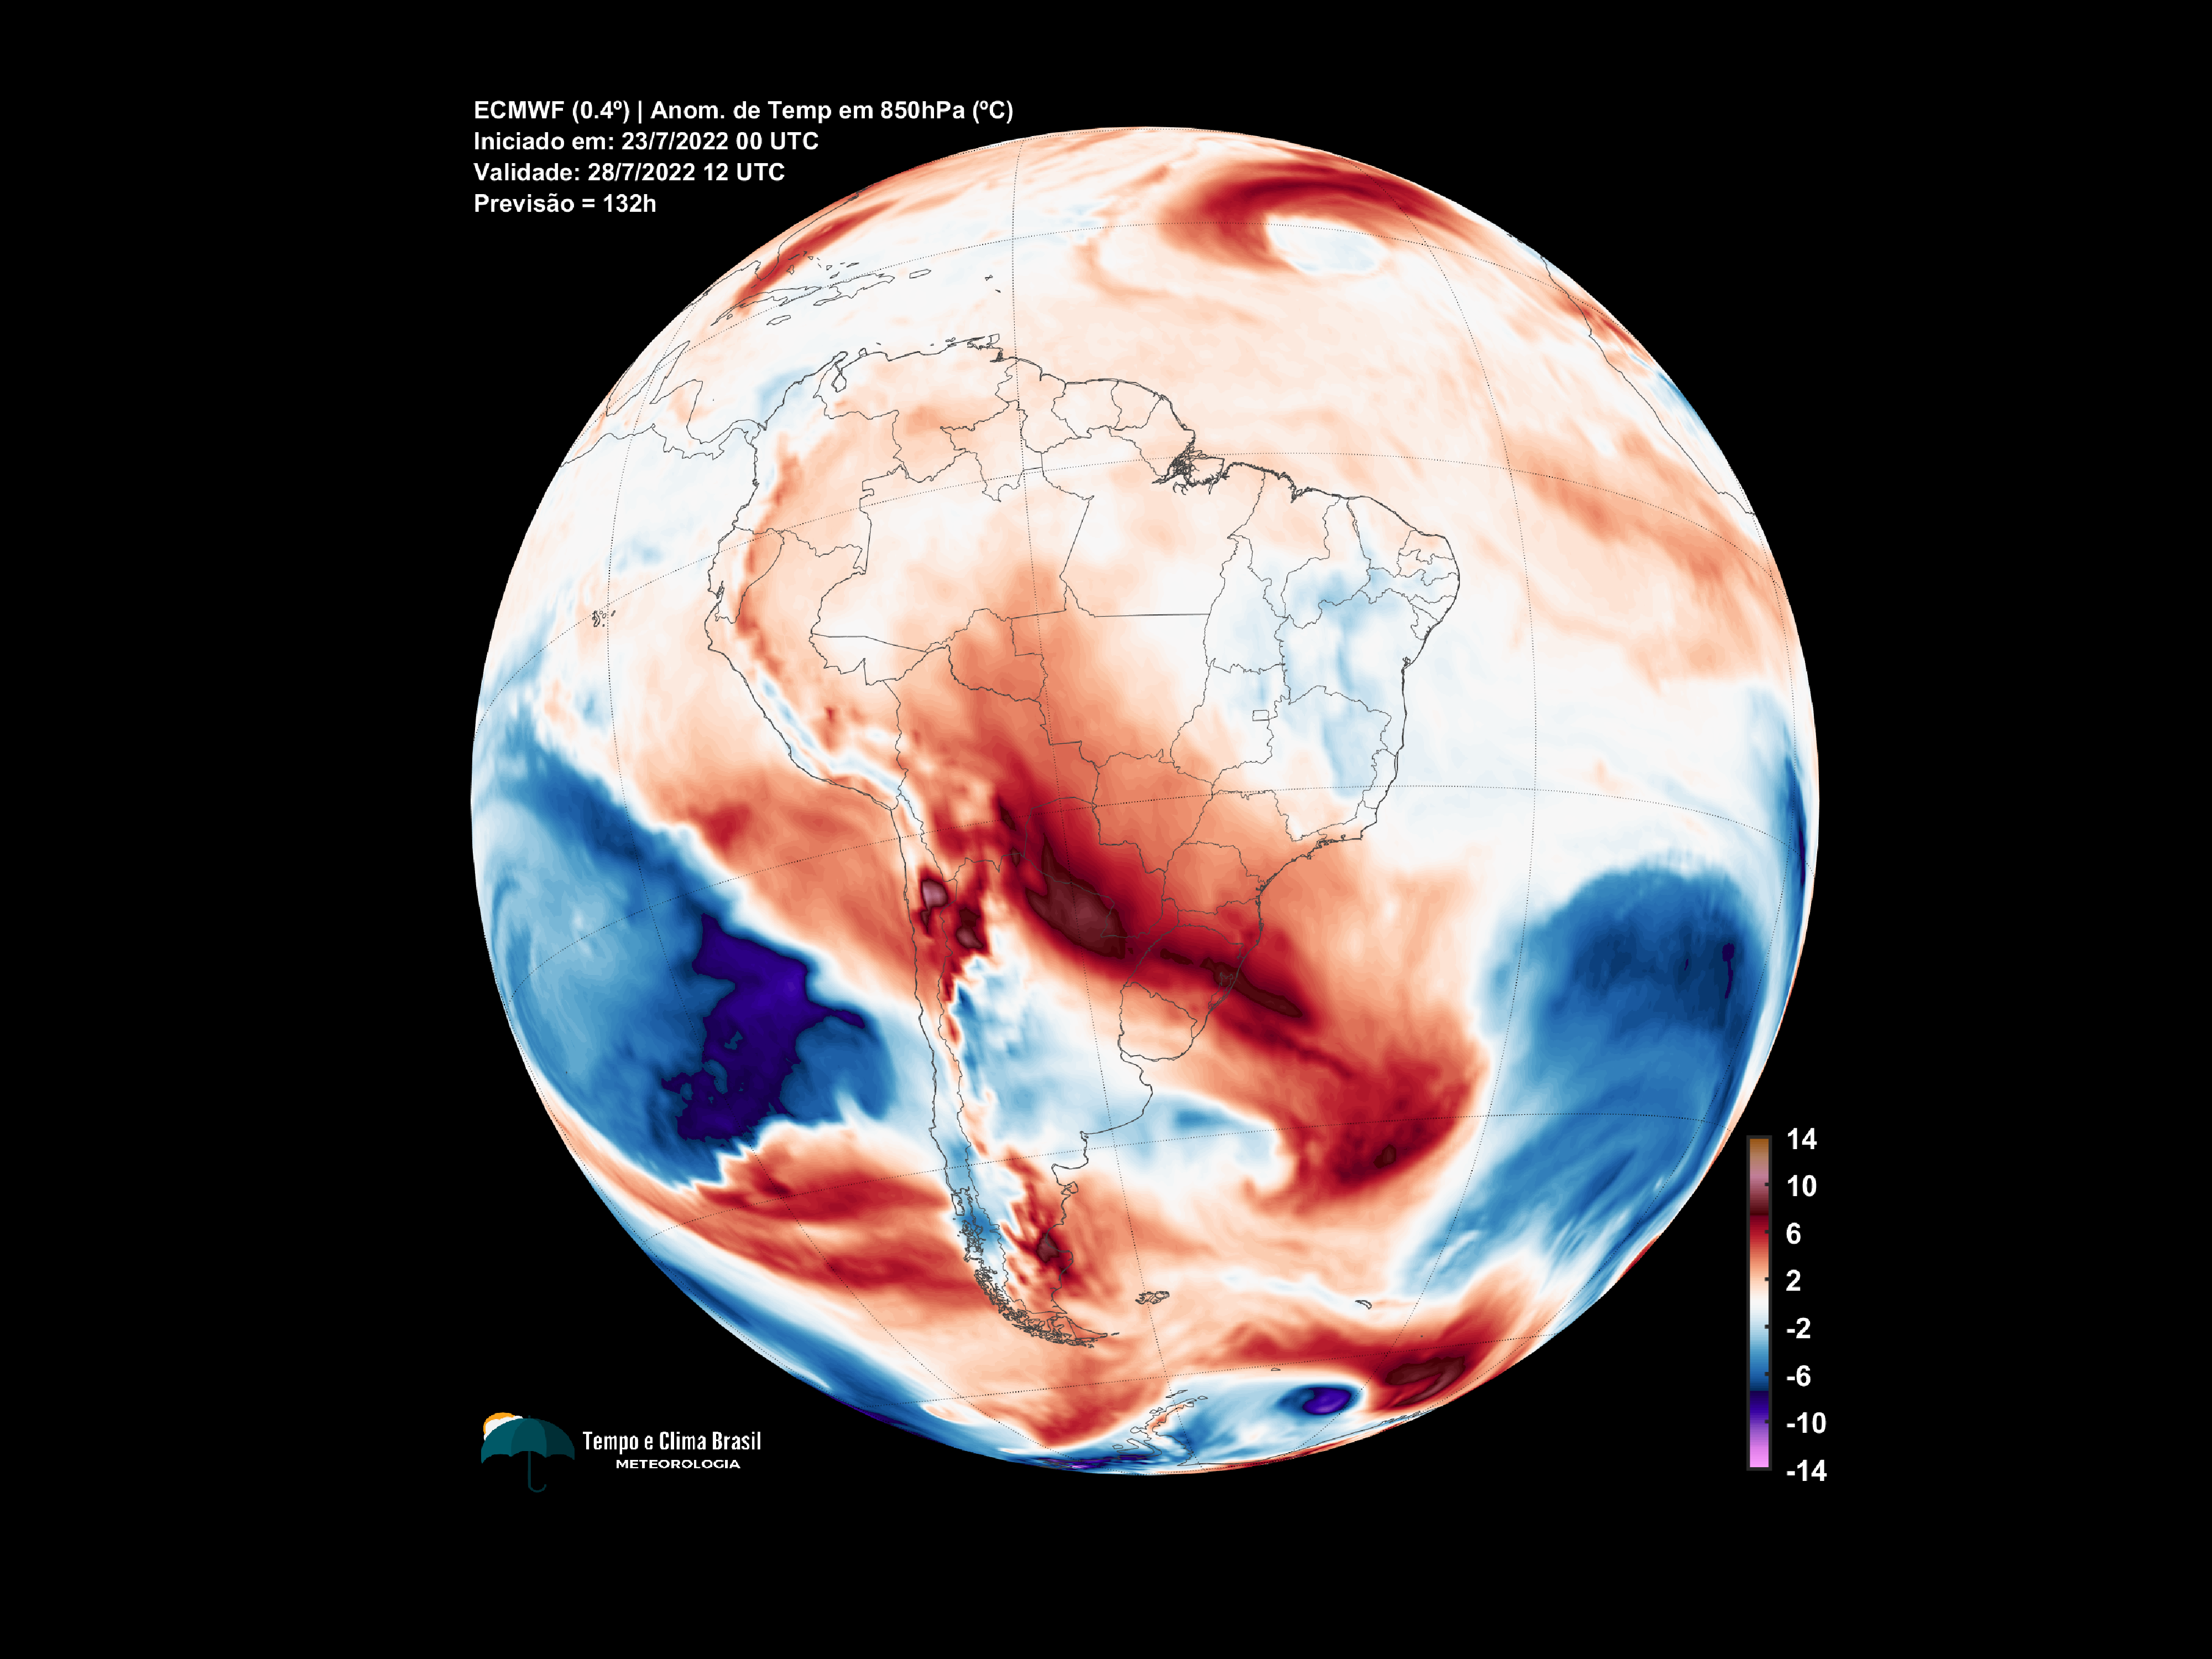 ECMWF (0.4º) | Anom. de Temp em 850hPa (ºC)
Iniciado em: 23/7/2022 00 UTC
Validade: 28/7/2022 12 UTC
Previsão = 132h
14
10
6
2
-2
-6
-10
-14
Tempo e Clima Brasil
METEOROLOGIA